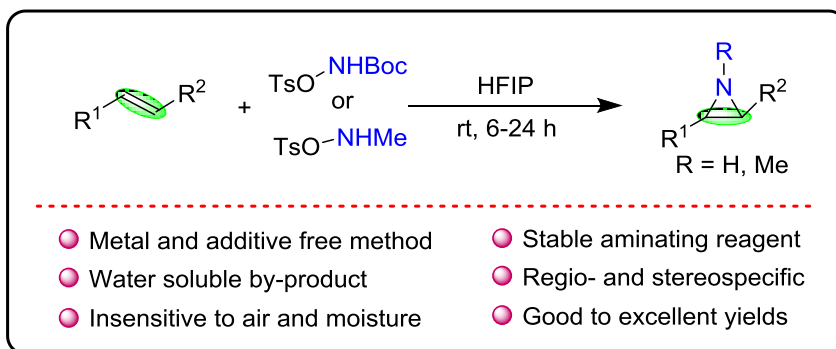 R¹ R² + TsO NHBoc or TsO NHMe HFIP rt, 6-24 h R N R¹ R²
R = H, Me
Metal and additive free method
Water soluble by-product
Insensitive to air and moisture
Stable aminating reagent
Regio- and stereospecific
Good to excellent yields